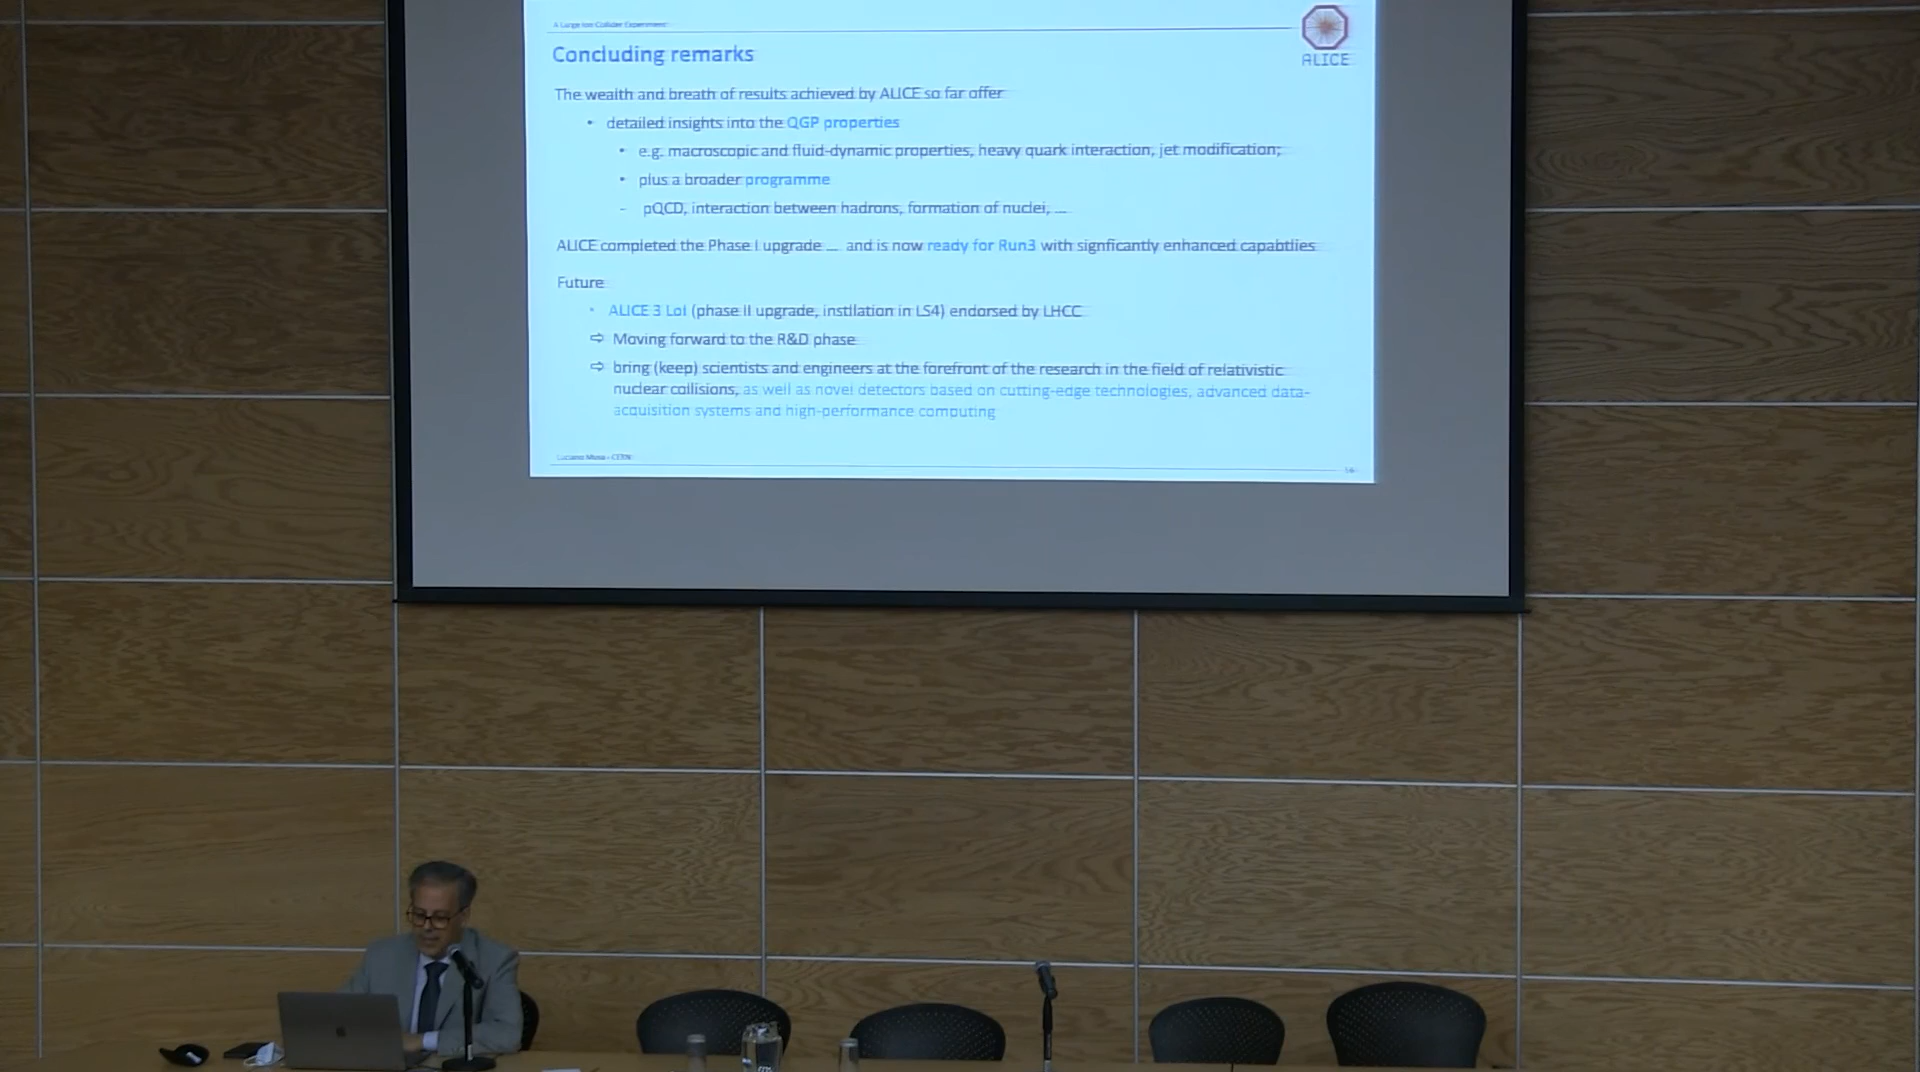 A Large Ion Collider Experiment
ALICE
Concluding remarks
The wealth and breath of results achieved by ALICE so far offer
• detailed insights into the QGP properties
• e.g. macroscopic and fluid-dynamic properties, heavy quark interaction, jet modification;
• plus a broader programme
- pQCD, interaction between hadrons, formation of nuclei, ...
ALICE completed the Phase I upgrade ... and is now ready for Run3 with signficantly enhanced capabtlies
Future
• ALICE 3 LoI (phase II upgrade, instllation in LS4) endorsed by LHCC
⇨ Moving forward to the R&D phase
⇨ bring (keep) scientists and engineers at the forefront of the research in the field of relativistic
nuclear collisions, as well as novel detectors based on cutting-edge technologies, advanced data-
acquisition systems and high-performance computing
Luciano Musa - CERN